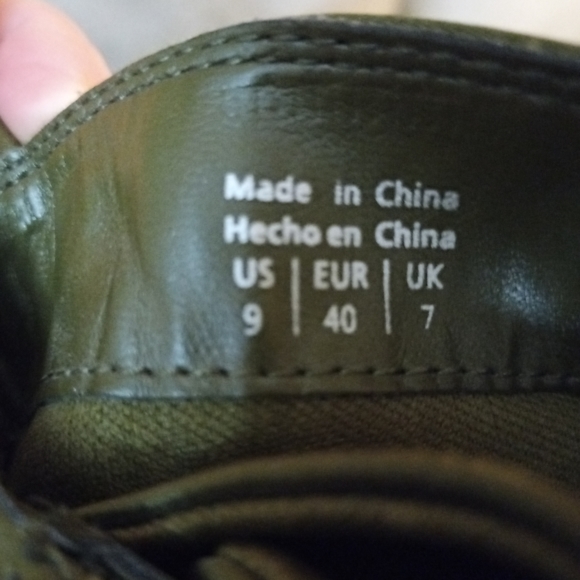 Made in China
Hecho en China
US | EUR | UK
9 | 40 | 7